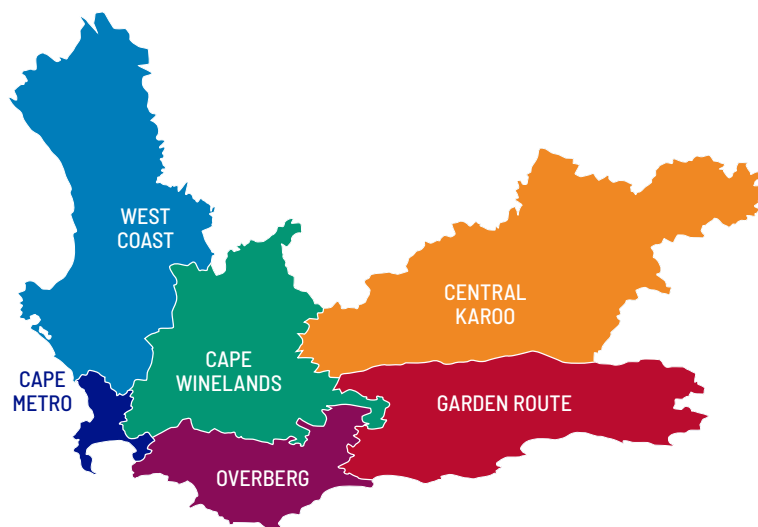 WEST
COAST
CENTRAL
KAROO
CAPE
WINELANDS
CAPE
METRO
GARDEN ROUTE
OVERBERG